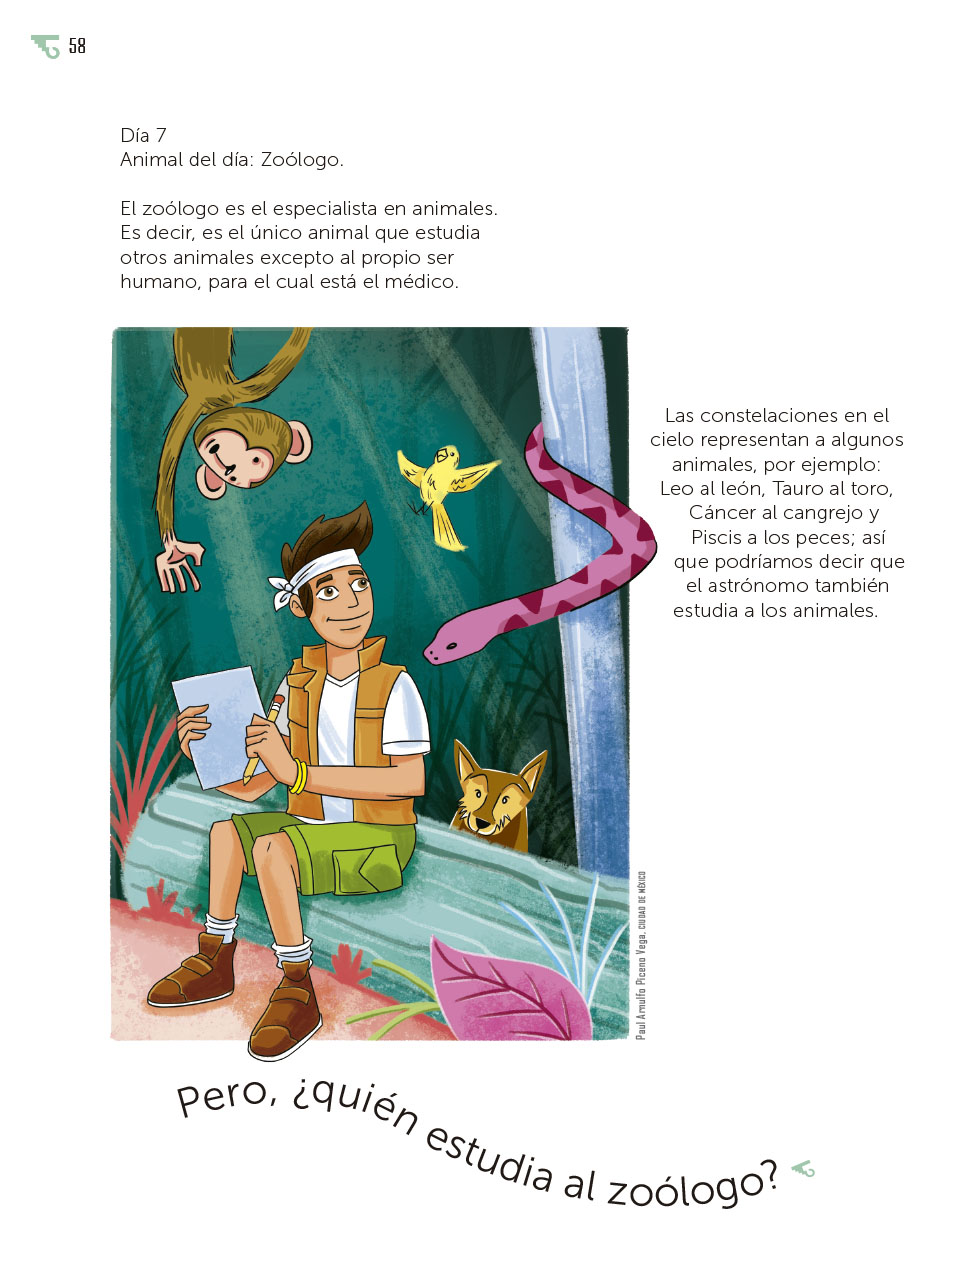 58
Día 7
Animal del día: Zoólogo.
El zoólogo es el especialista en animales.
Es decir, es el único animal que estudia
otros animales excepto al propio ser
humano, para el cual está el médico.
Las constelaciones en el
cielo representan a algunos
animales, por ejemplo:
Leo al león, Tauro al toro,
Cáncer al cangrejo y
Piscis a los peces; así
que podríamos decir que
el astrónomo también
estudia a los animales.
Paul Arnulfo Piceno Vega, CIUDAD DE MÉXICO
Pero, ¿quién estudia al zoólogo?